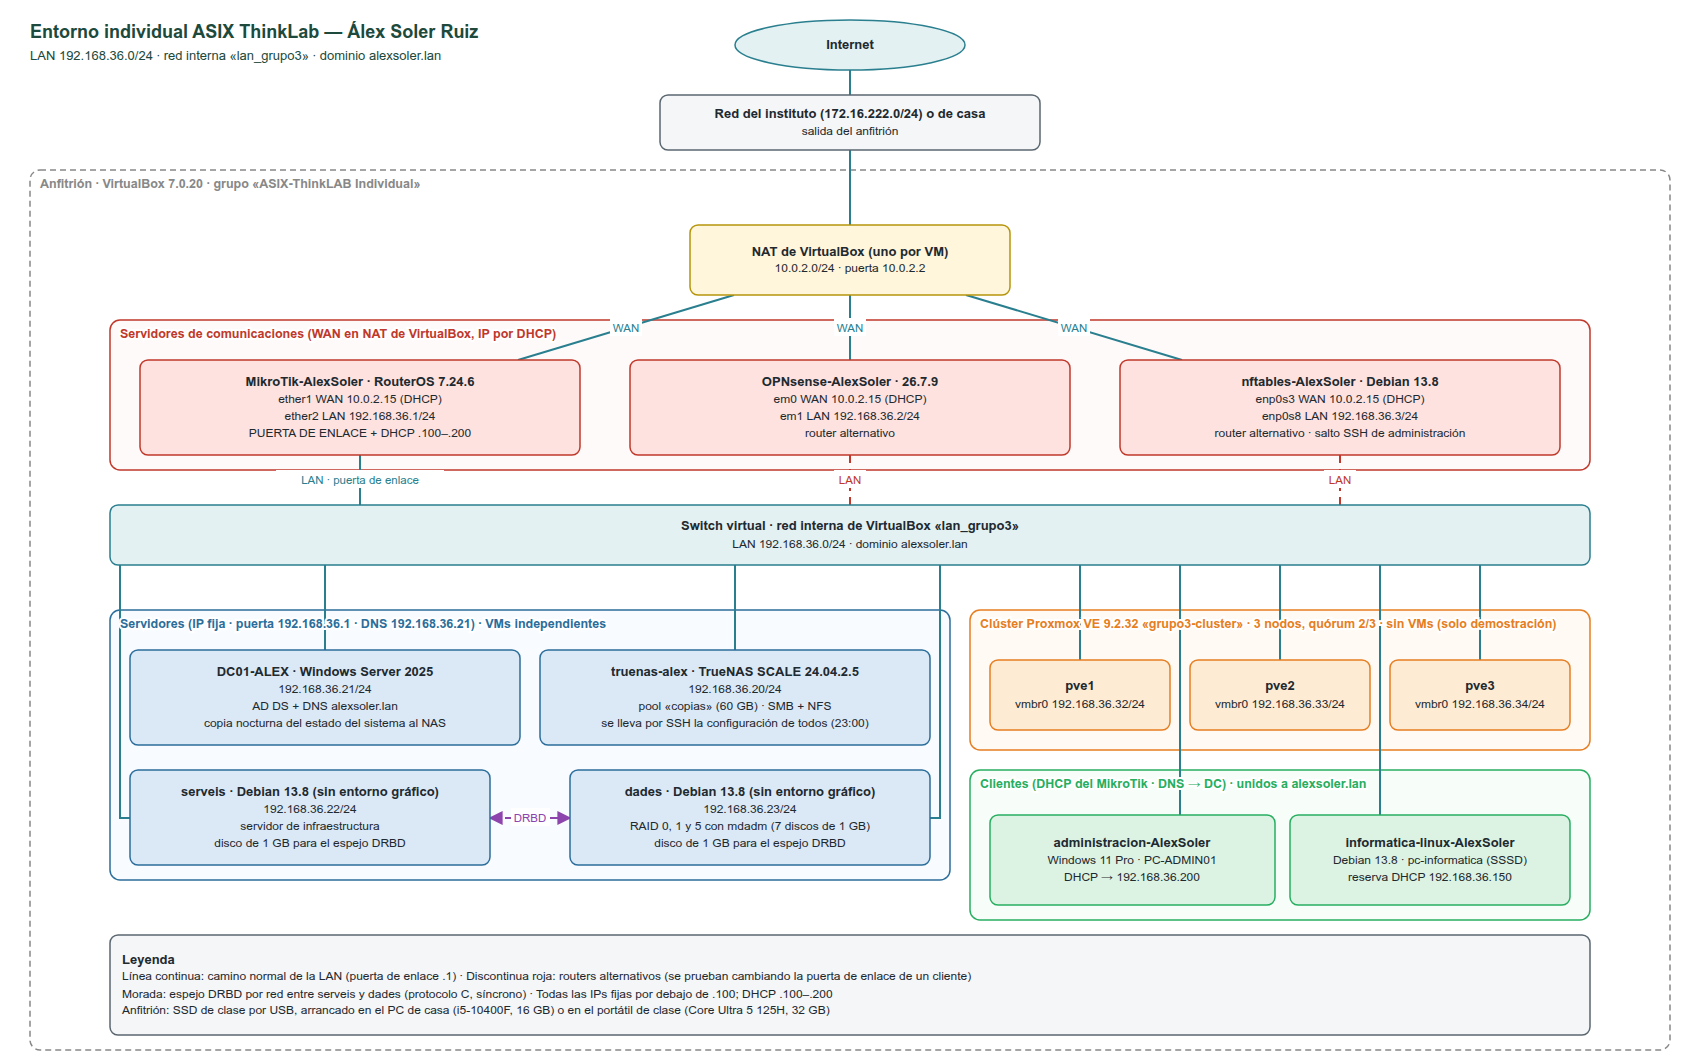 Entorno individual ASIX ThinkLab — Álex Soler Ruiz
LAN 192.168.36.0/24 · red interna «lan_grupo3» · dominio alexsoler.lan
Internet
Red del instituto (172.16.222.0/24) o de casa
salida del anfitrión
Anfitrión · VirtualBox 7.0.20 · grupo «ASIX-ThinkLAB Individual»
NAT de VirtualBox (uno por VM)
10.0.2.0/24 · puerta 10.0.2.2
WAN
WAN
WAN
Servidores de comunicaciones (WAN en NAT de VirtualBox, IP por DHCP)
MikroTik-AlexSoler · RouterOS 7.24.6
ether1 WAN 10.0.2.15 (DHCP)
ether2 LAN 192.168.36.1/24
PUERTA DE ENLACE + DHCP .100–.200
OPNsense-AlexSoler · 26.7.9
em0 WAN 10.0.2.15 (DHCP)
em1 LAN 192.168.36.2/24
router alternativo
nftables-AlexSoler · Debian 13.8
enp0s3 WAN 10.0.2.15 (DHCP)
enp0s8 LAN 192.168.36.3/24
router alternativo · salto SSH de administración
LAN · puerta de enlace
LAN
LAN
Switch virtual · red interna de VirtualBox «lan_grupo3»
LAN 192.168.36.0/24 · dominio alexsoler.lan
Servidores (IP fija · puerta 192.168.36.1 · DNS 192.168.36.21) · VMs independientes
DC01-ALEX · Windows Server 2025
192.168.36.21/24
AD DS + DNS alexsoler.lan
copia nocturna del estado del sistema al NAS
truenas-alex · TrueNAS SCALE 24.04.2.5
192.168.36.20/24
pool «copias» (60 GB) · SMB + NFS
se lleva por SSH la configuración de todos (23:00)
serveis · Debian 13.8 (sin entorno gráfico)
192.168.36.22/24
servidor de infraestructura
disco de 1 GB para el espejo DRBD
DRBD
dades · Debian 13.8 (sin entorno gráfico)
192.168.36.23/24
RAID 0, 1 y 5 con mdadm (7 discos de 1 GB)
disco de 1 GB para el espejo DRBD
Clúster Proxmox VE 9.2.32 «grupo3-cluster» · 3 nodos, quórum 2/3 · sin VMs (solo demostración)
pve1
vmbr0 192.168.36.32/24
pve2
vmbr0 192.168.36.33/24
pve3
vmbr0 192.168.36.34/24
Clientes (DHCP del MikroTik · DNS → DC) · unidos a alexsoler.lan
administracion-AlexSoler
Windows 11 Pro · PC-ADMIN01
DHCP → 192.168.36.200
informatica-linux-AlexSoler
Debian 13.8 · pc-informatica (SSSD)
reserva DHCP 192.168.36.150
Leyenda
Línea continua: camino normal de la LAN (puerta de enlace .1) · Discontinua roja: routers alternativos (se prueban cambiando la puerta de enlace de un cliente)
Morada: espejo DRBD por red entre serveis y dades (protocolo C, síncrono) · Todas las IPs fijas por debajo de .100; DHCP .100–.200
Anfitrión: SSD de clase por USB, arrancado en el PC de casa (i5-10400F, 16 GB) o en el portátil de clase (Core Ultra 5 125H, 32 GB)